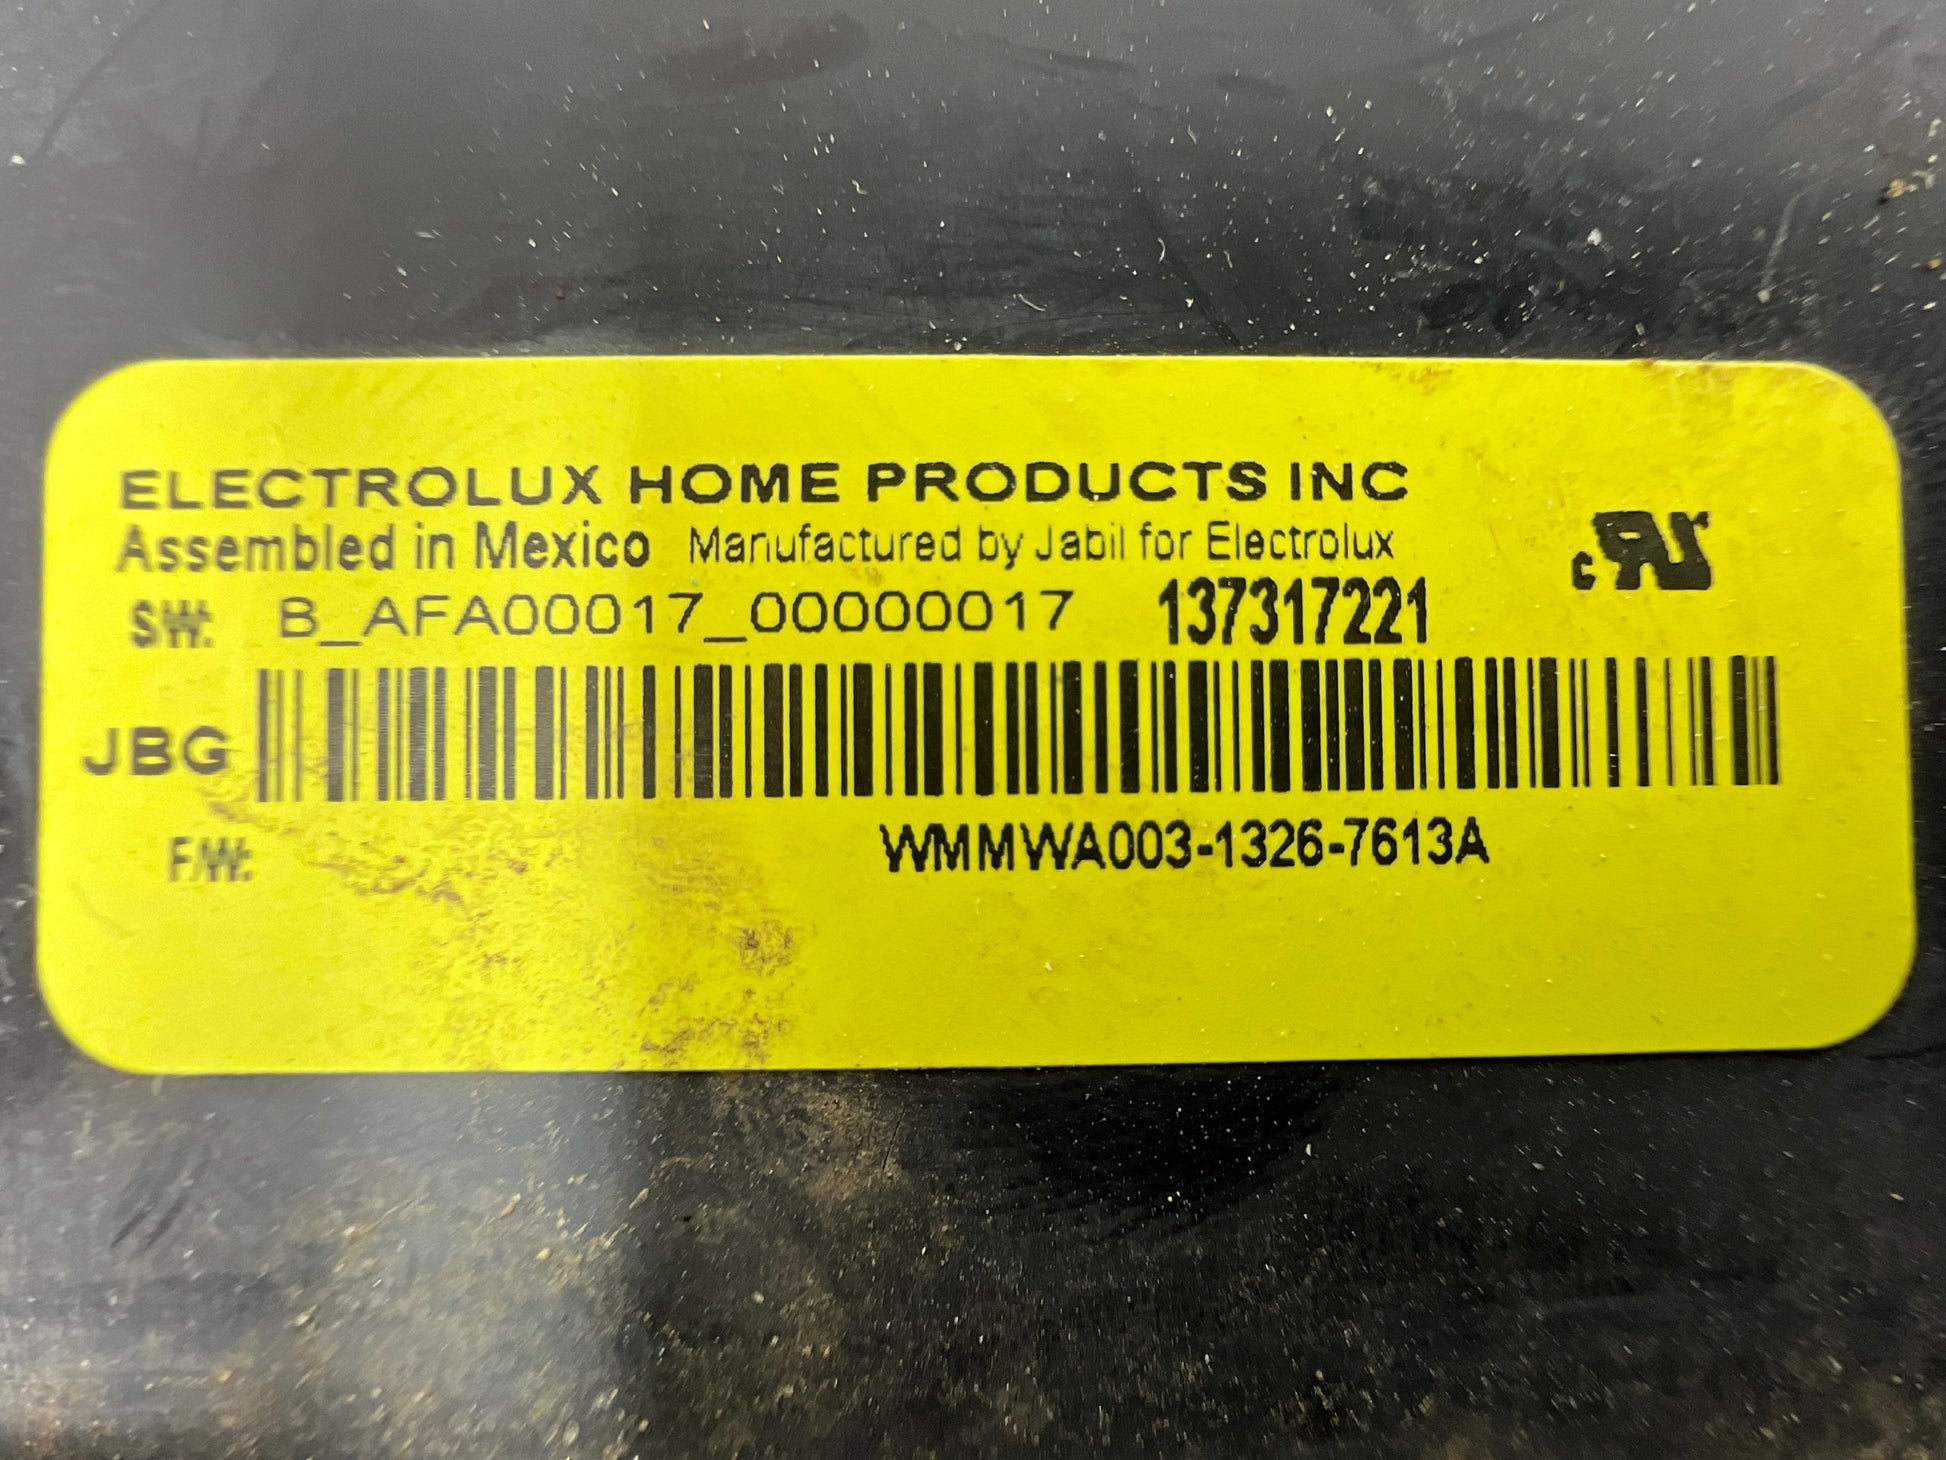 ELECTROLUX HOME PRODUCTS INC
Assembled in Mexico Manufactured by Jabil for Electrolux
SW: B_AFA00017_00000017 137317221
c RU
JBG
F/W: WMMWA003-1326-7613A